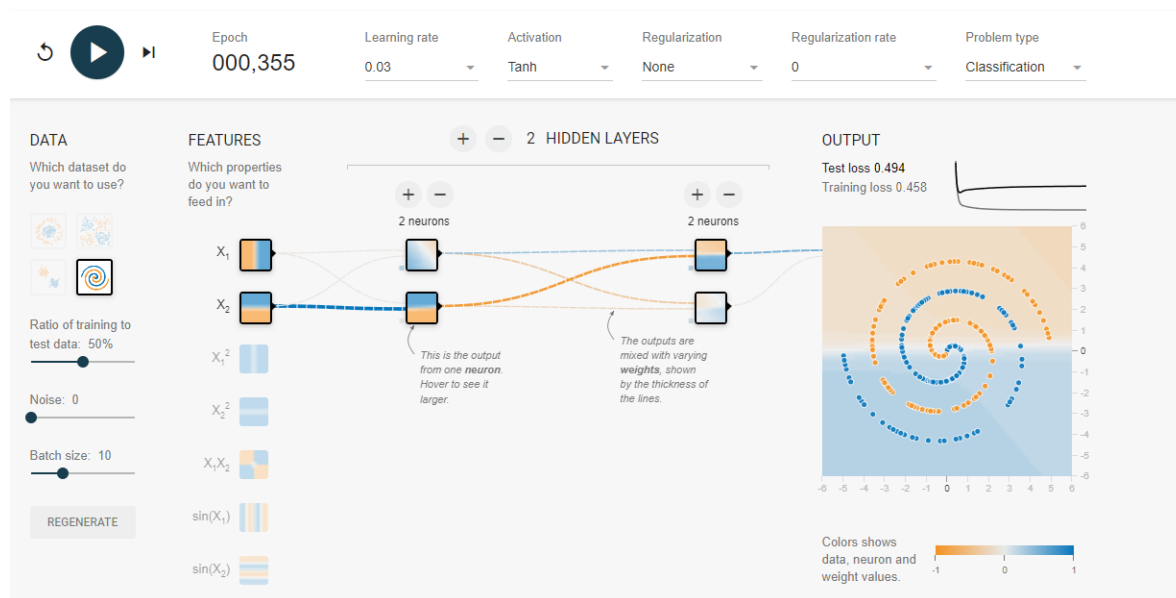 Epoch
000,355
Learning rate
0.03
Activation
Tanh
Regularization
None
Regularization rate
0
Problem type
Classification
DATA
Which dataset do
you want to use?
Ratio of training to
test data: 50%
Noise: 0
Batch size: 10
REGENERATE
FEATURES
Which properties
do you want to
feed in?
X₁
X₂
X₁²
X₂²
X₁X₂
sin(X₁)
sin(X₂)
2 HIDDEN LAYERS
2 neurons
2 neurons
This is the output
from one neuron.
Hover to see it
larger.
The outputs are
mixed with varying
weights, shown
by the thickness of
the lines.
OUTPUT
Test loss 0.494
Training loss 0.458
6
5
4
3
2
1
0
-1
-2
-3
-4
-5
-6
-6 -5 -4 -3 -2 -1 0 1 2 3 4 5 6
Colors shows
data, neuron and
weight values.
-1 0 1